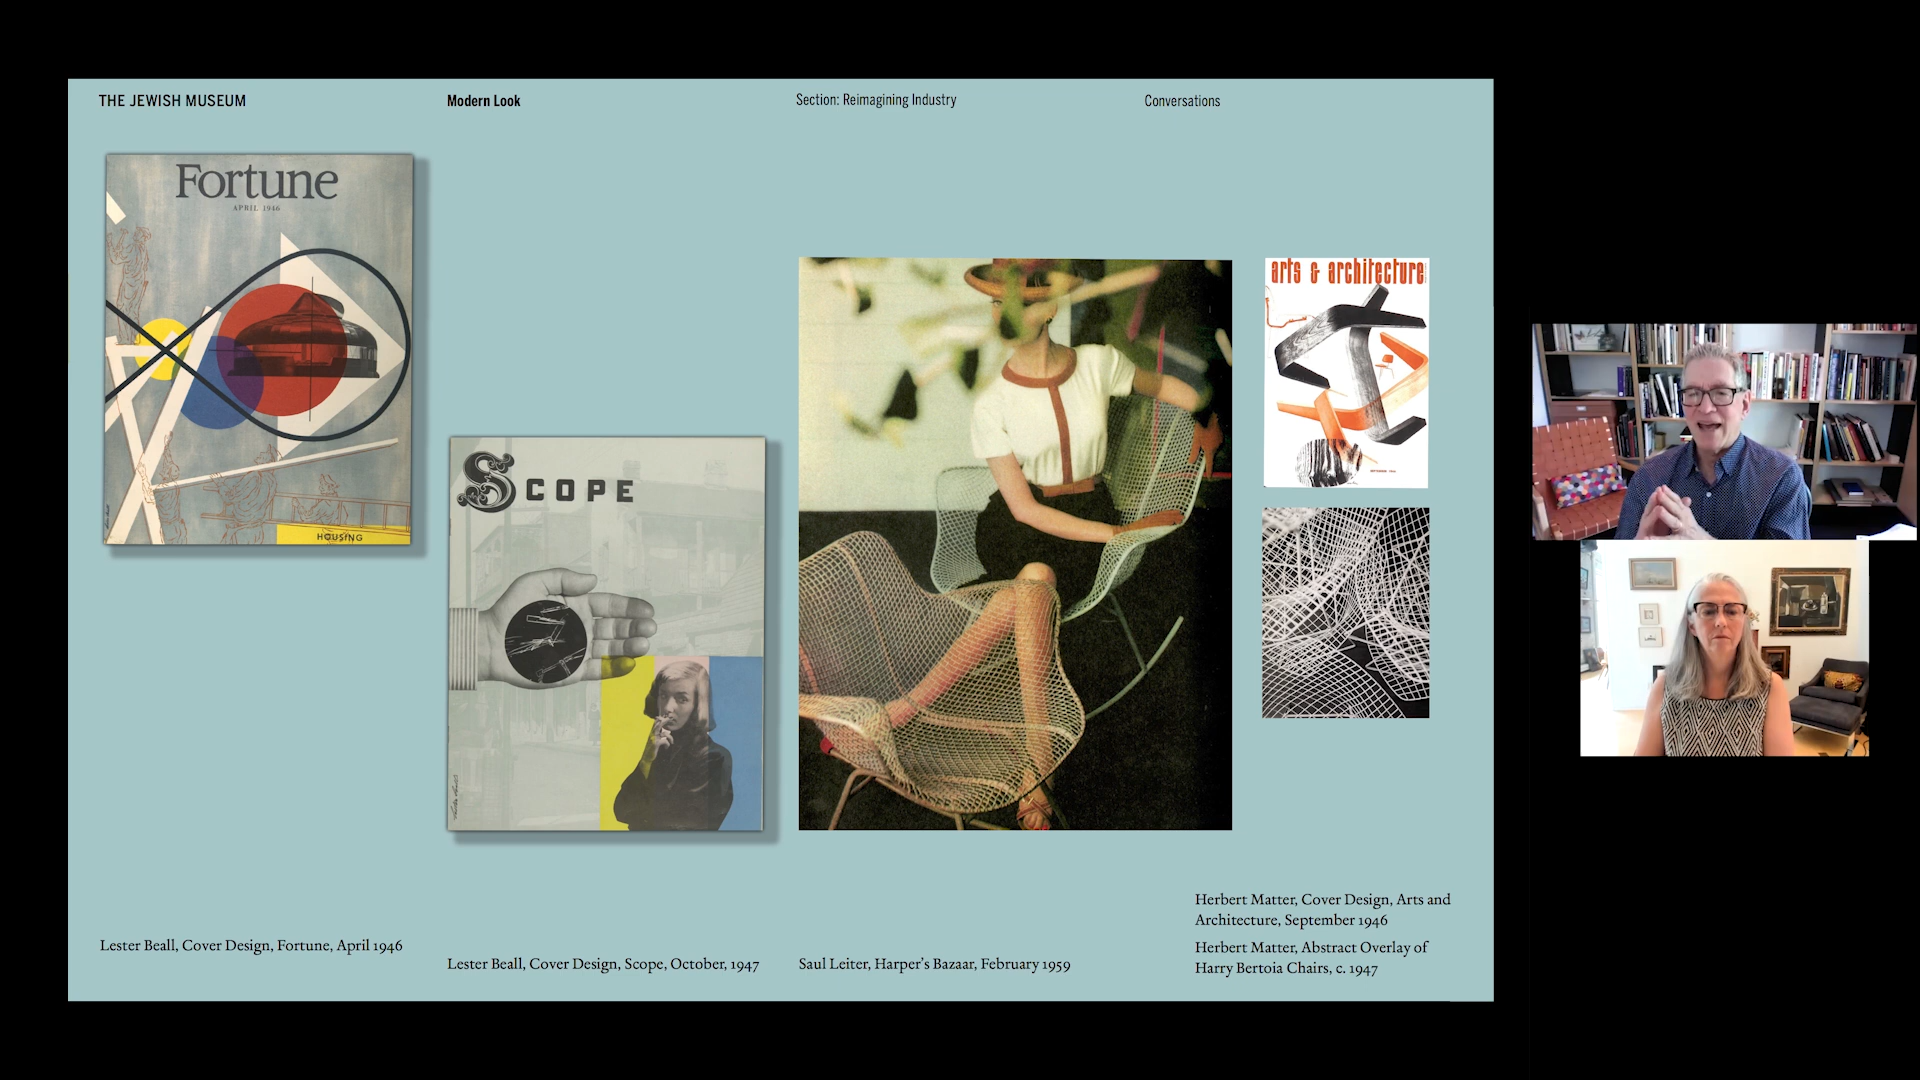 THE JEWISH MUSEUM
Modern Look
Section: Reimagining Industry
Conversations
Fortune
APRIL 1946
HOUSING
SCOPE
arts & architecture
Lester Beall, Cover Design, Fortune, April 1946
Lester Beall, Cover Design, Scope, October, 1947
Saul Leiter, Harper's Bazaar, February 1959
Herbert Matter, Cover Design, Arts and
Architecture, September 1946
Herbert Matter, Abstract Overlay of
Harry Bertoia Chairs, c. 1947